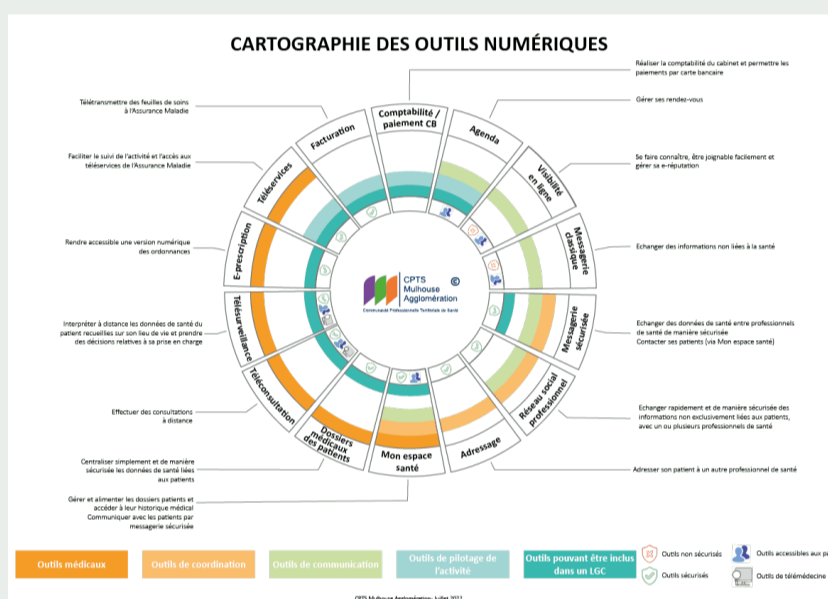 CARTOGRAPHIE DES OUTILS NUMÉRIQUES
Réaliser la comptabilité du cabinet et permettre les
paiements par carte bancaire
Télétransmettre des feuilles de soins
à l'Assurance Maladie
Gérer ses rendez-vous
Comptabilité /
paiement CB
Facturation
Agenda
Faciliter le suivi de l'activité et l'accès aux
téléservices de l'Assurance Maladie
Se faire connaître, être joignable facilement et
gérer sa e-réputation
Téléservices
Visibilité
en ligne
Rendre accessible une version numérique
des ordonnances
E-prescription
Messagerie
classique
Echanger des informations non liées à la santé
CPTS
Mulhouse
Agglomération
©
Communauté Professionnelle Territoriale de Santé
Interpréter à distance les données de santé du
patient recueillies sur son lieu de vie et prendre
des décisions relatives à sa prise en charge
Télésurveillance
Messagerie
sécurisée
Echanger des données de santé entre professionnels
de santé de manière sécurisée
Contacter ses patients (via Mon espace santé)
Effectuer des consultations
à distance
Téléconsultation
Réseau social
professionnel
Echanger rapidement et de manière sécurisée des
informations non exclusivement liées aux patients,
avec un ou plusieurs professionnels de santé
Dossiers
médicaux
des patients
Mon espace
santé
Adressage
Centraliser simplement et de manière
sécurisée les données de santé liées
aux patients
Adresser son patient à un autre professionnel de santé
Gérer et alimenter les dossiers patients et
accéder à leur historique médical
Communiquer avec les patients par
messagerie sécurisée
Outils médicaux
Outils de coordination
Outils de communication
Outils de pilotage de
l'activité
Outils pouvant être inclus
dans un LGC
Outils non sécurisés
Outils accessibles aux
Outils sécurisés
Outils de télémédecine
CPTS Mulhouse Agglomération- Juillet 2022